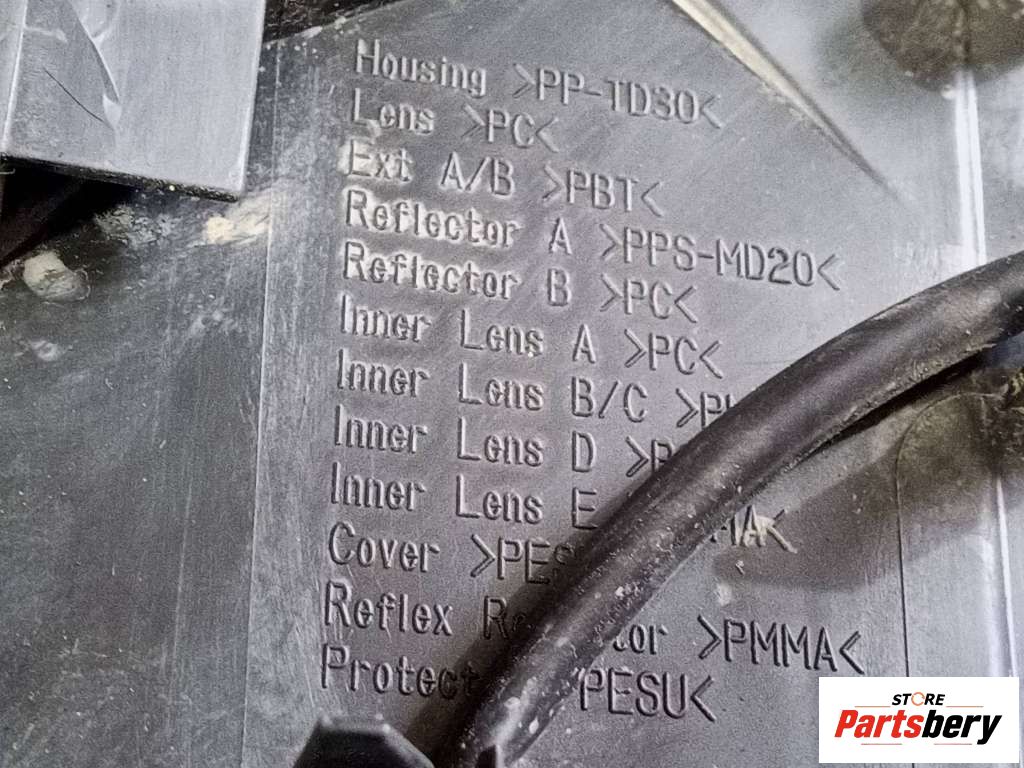 Housing >PP-TD30<
Lens >PC<
Ext A/B >PBT<
Reflector A >PPS-MD20<
Reflector B >PC<
Inner Lens A >PC<
Inner Lens B/C
Inner Lens D
Inner Lens E
Cover
Reflex >PMMA<
PESU<
STORE
Partsbery